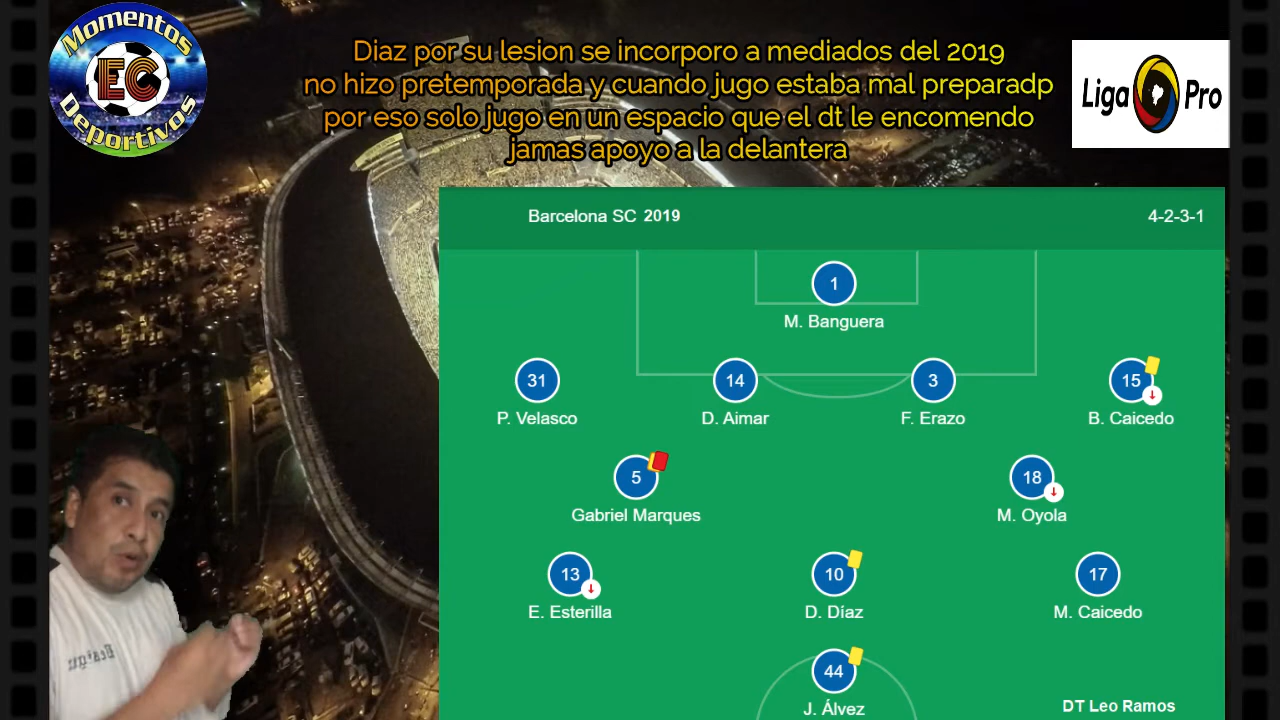 Momentos
EC
Deportivos
Diaz por su lesion se incorporo a mediados del 2019
no hizo pretemporada y cuando jugo estaba mal preparadp
por eso solo jugo en un espacio que el dt le encomendo
jamas apoyo a la delantera
Liga Pro
Barcelona SC 2019
4-2-3-1
1
M. Banguera
31 14 3 15
P. Velasco D. Aimar F. Erazo B. Caicedo
5 18
Gabriel Marques M. Oyola
13 10 17
E. Esterilla D. Díaz M. Caicedo
44
J. Álvez
DT Leo Ramos